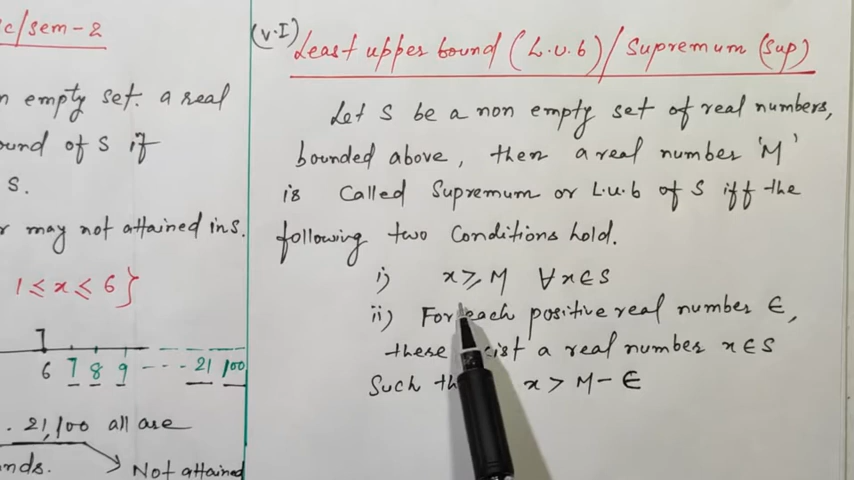 c/sem-2
n empty set. a real
ound of S if
S.
r may not attained in S.
1 ≤ x ≤ 6}
6 7 8 9 --- 21 100
. 21,100 all are
nds. Not attained
(V.I) Least upper bound (L.u.b) / Supremum (Sup)
Let S be a non empty set of real numbers,
bounded above, then a real number 'M'
is Called Supremum or L.u.b of S iff the
following two Conditions hold.
i) x ≥ M ∀ x ∈ S
ii) For each positive real number ∈,
there ist a real number x ∈ S
Such th x > M - ∈